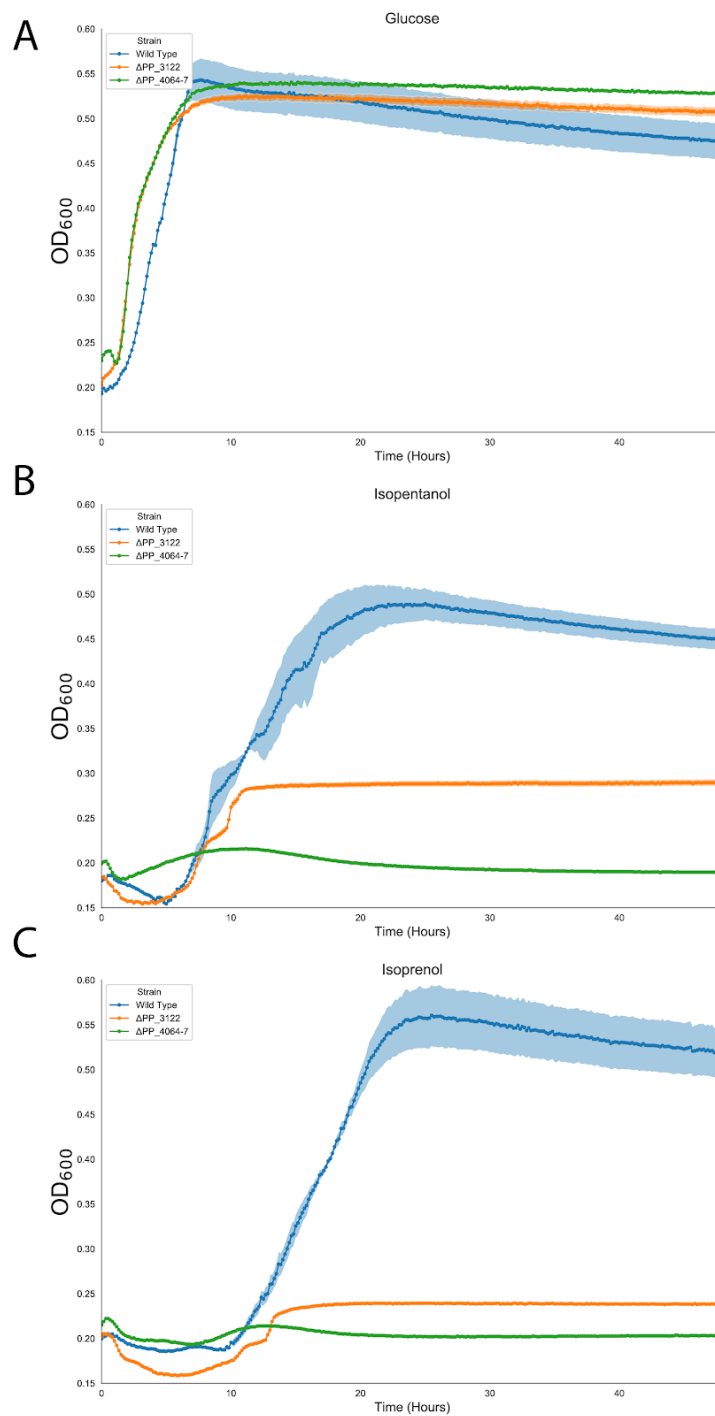 A
Glucose
Strain
Wild Type
ΔPP_3122
ΔPP_4064-7
0.60
0.55
0.50
0.45
0.40
0.35
0.30
0.25
0.20
0.15
OD600
0 10 20 30 40
Time (Hours)
B
Isopentanol
Strain
Wild Type
ΔPP_3122
ΔPP_4064-7
0.60
0.55
0.50
0.45
0.40
0.35
0.30
0.25
0.20
0.15
OD600
0 10 20 30 40
Time (Hours)
C
Isoprenol
Strain
Wild Type
ΔPP_3122
ΔPP_4064-7
0.60
0.55
0.50
0.45
0.40
0.35
0.30
0.25
0.20
0.15
OD600
0 10 20 30 40
Time (Hours)